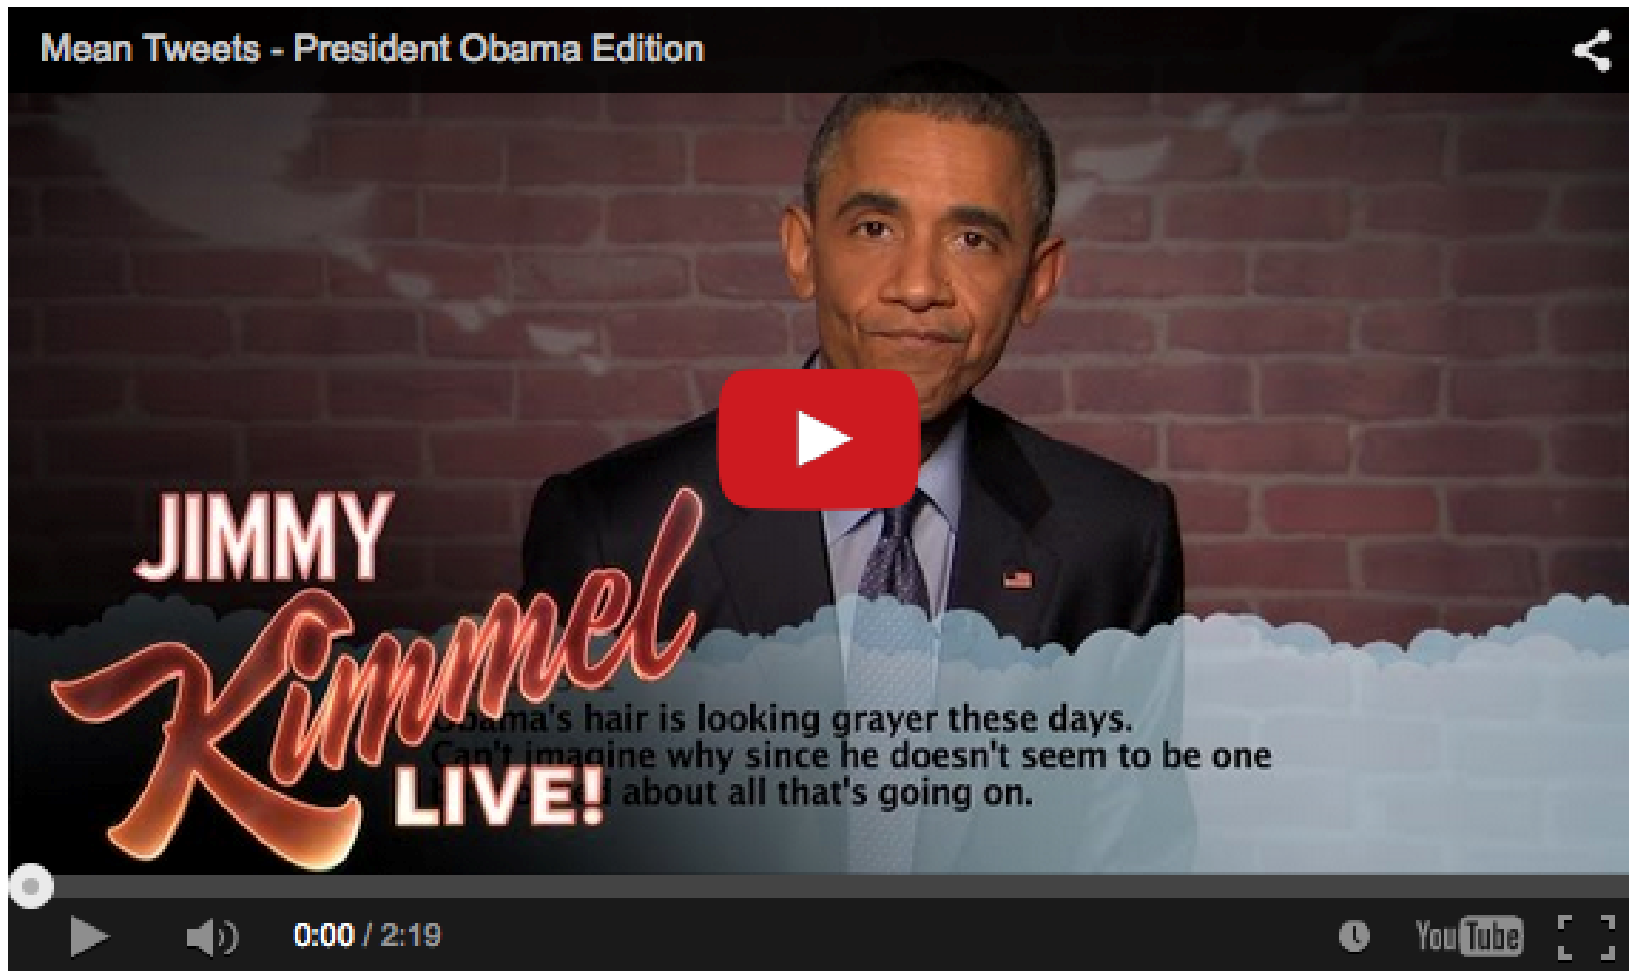 Mean Tweets - President Obama Edition
JIMMY
Kimmel
LIVE!
Obama's hair is looking grayer these days.
Can't imagine why since he doesn't seem to be one
about all that's going on.
0:00 / 2:19
YouTube